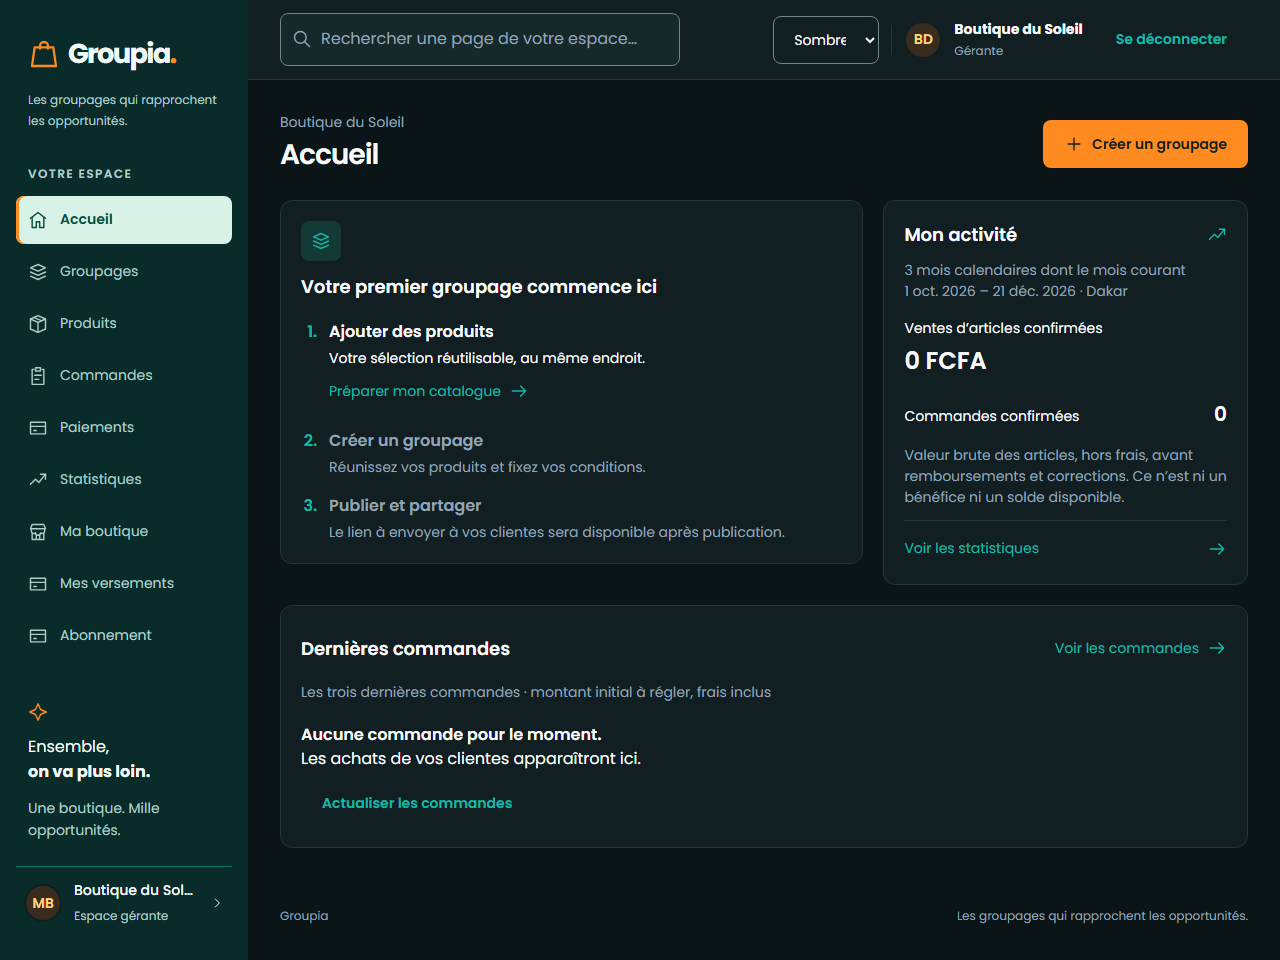 Groupia.
Les groupages qui rapprochent
les opportunités.
VOTRE ESPACE
Accueil
Groupages
Produits
Commandes
Paiements
Statistiques
Ma boutique
Mes versements
Abonnement
Ensemble,
on va plus loin.
Une boutique. Mille
opportunités.
MB
Boutique du Sol...
Espace gérante
Rechercher une page de votre espace...
Sombre
BD
Boutique du Soleil
Gérante
Se déconnecter
Boutique du Soleil
Accueil
Créer un groupage
Votre premier groupage commence ici
1. Ajouter des produits
Votre sélection réutilisable, au même endroit.
Préparer mon catalogue
2. Créer un groupage
Réunissez vos produits et fixez vos conditions.
3. Publier et partager
Le lien à envoyer à vos clientes sera disponible après publication.
Mon activité
3 mois calendaires dont le mois courant
1 oct. 2026 – 21 déc. 2026 · Dakar
Ventes d’articles confirmées
0 FCFA
Commandes confirmées 0
Valeur brute des articles, hors frais, avant
remboursements et corrections. Ce n’est ni un
bénéfice ni un solde disponible.
Voir les statistiques
Dernières commandes
Voir les commandes
Les trois dernières commandes · montant initial à régler, frais inclus
Aucune commande pour le moment.
Les achats de vos clientes apparaîtront ici.
Actualiser les commandes
Groupia
Les groupages qui rapprochent les opportunités.